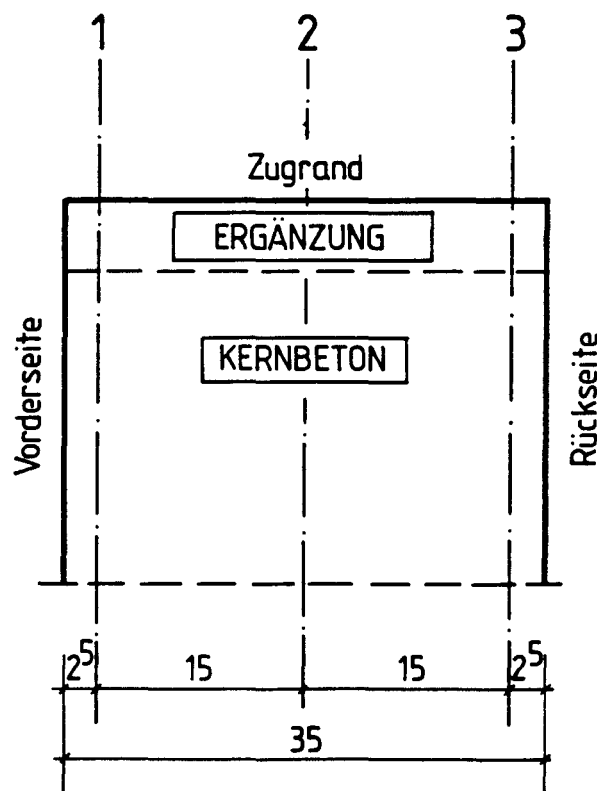 1 2 3
Zugrand
ERGÄNZUNG
KERNBETON
Vorderseite
Rückseite
2⁵ 15 15 2⁵
35